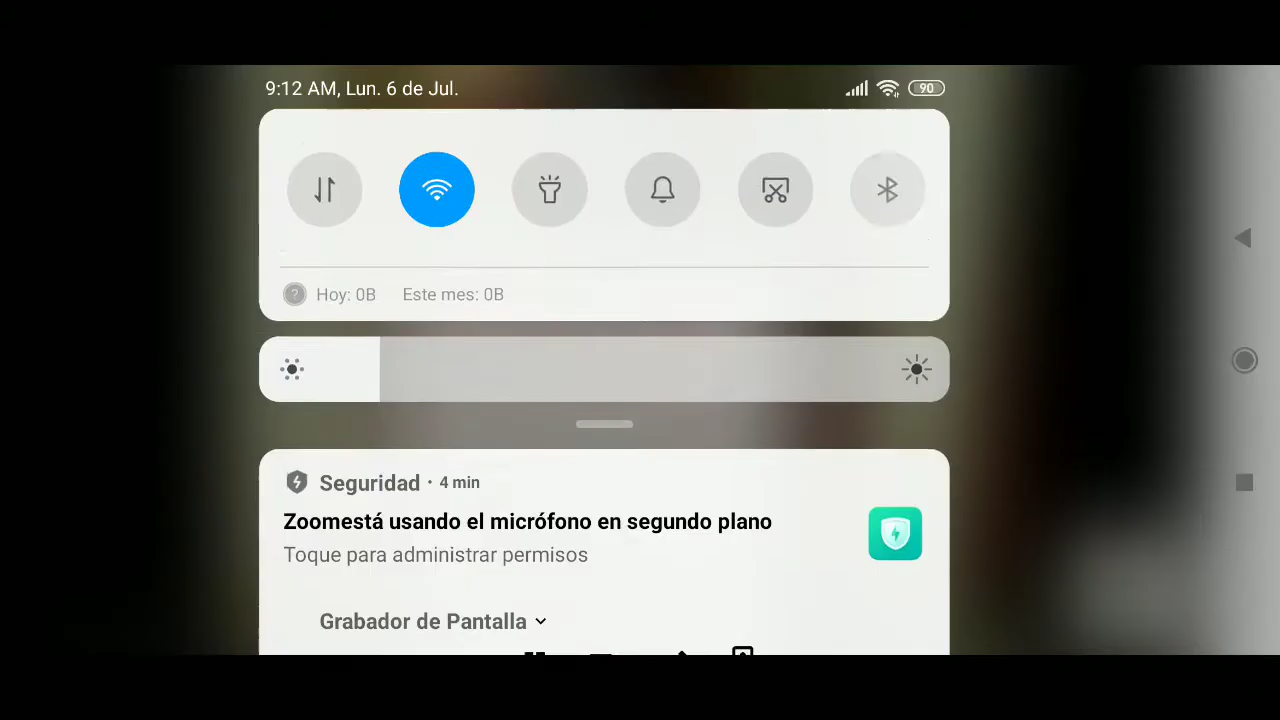 9:12 AM, Lun. 6 de Jul.
90
Hoy: 0B Este mes: 0B
Seguridad · 4 min
Zoomestá usando el micrófono en segundo plano
Toque para administrar permisos
Grabador de Pantalla